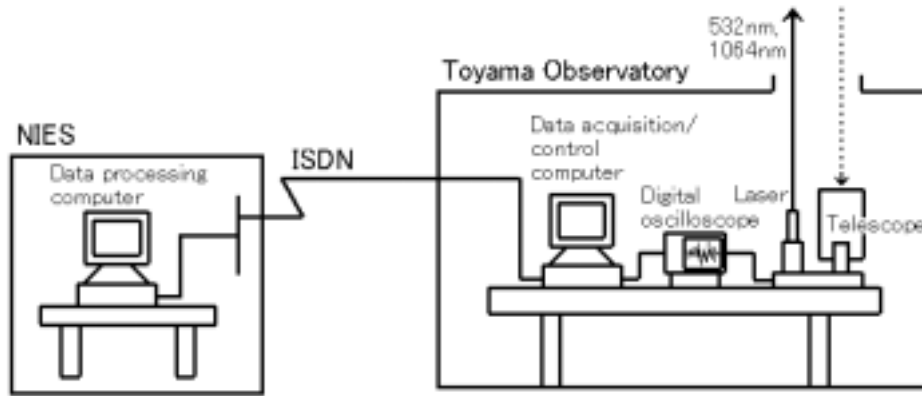 532nm,
1064nm
Toyama Observatory
NIES
Data processing
computer
ISDN
Data acquisition/
control
computer
Digital
oscilloscope
Laser
Telescope